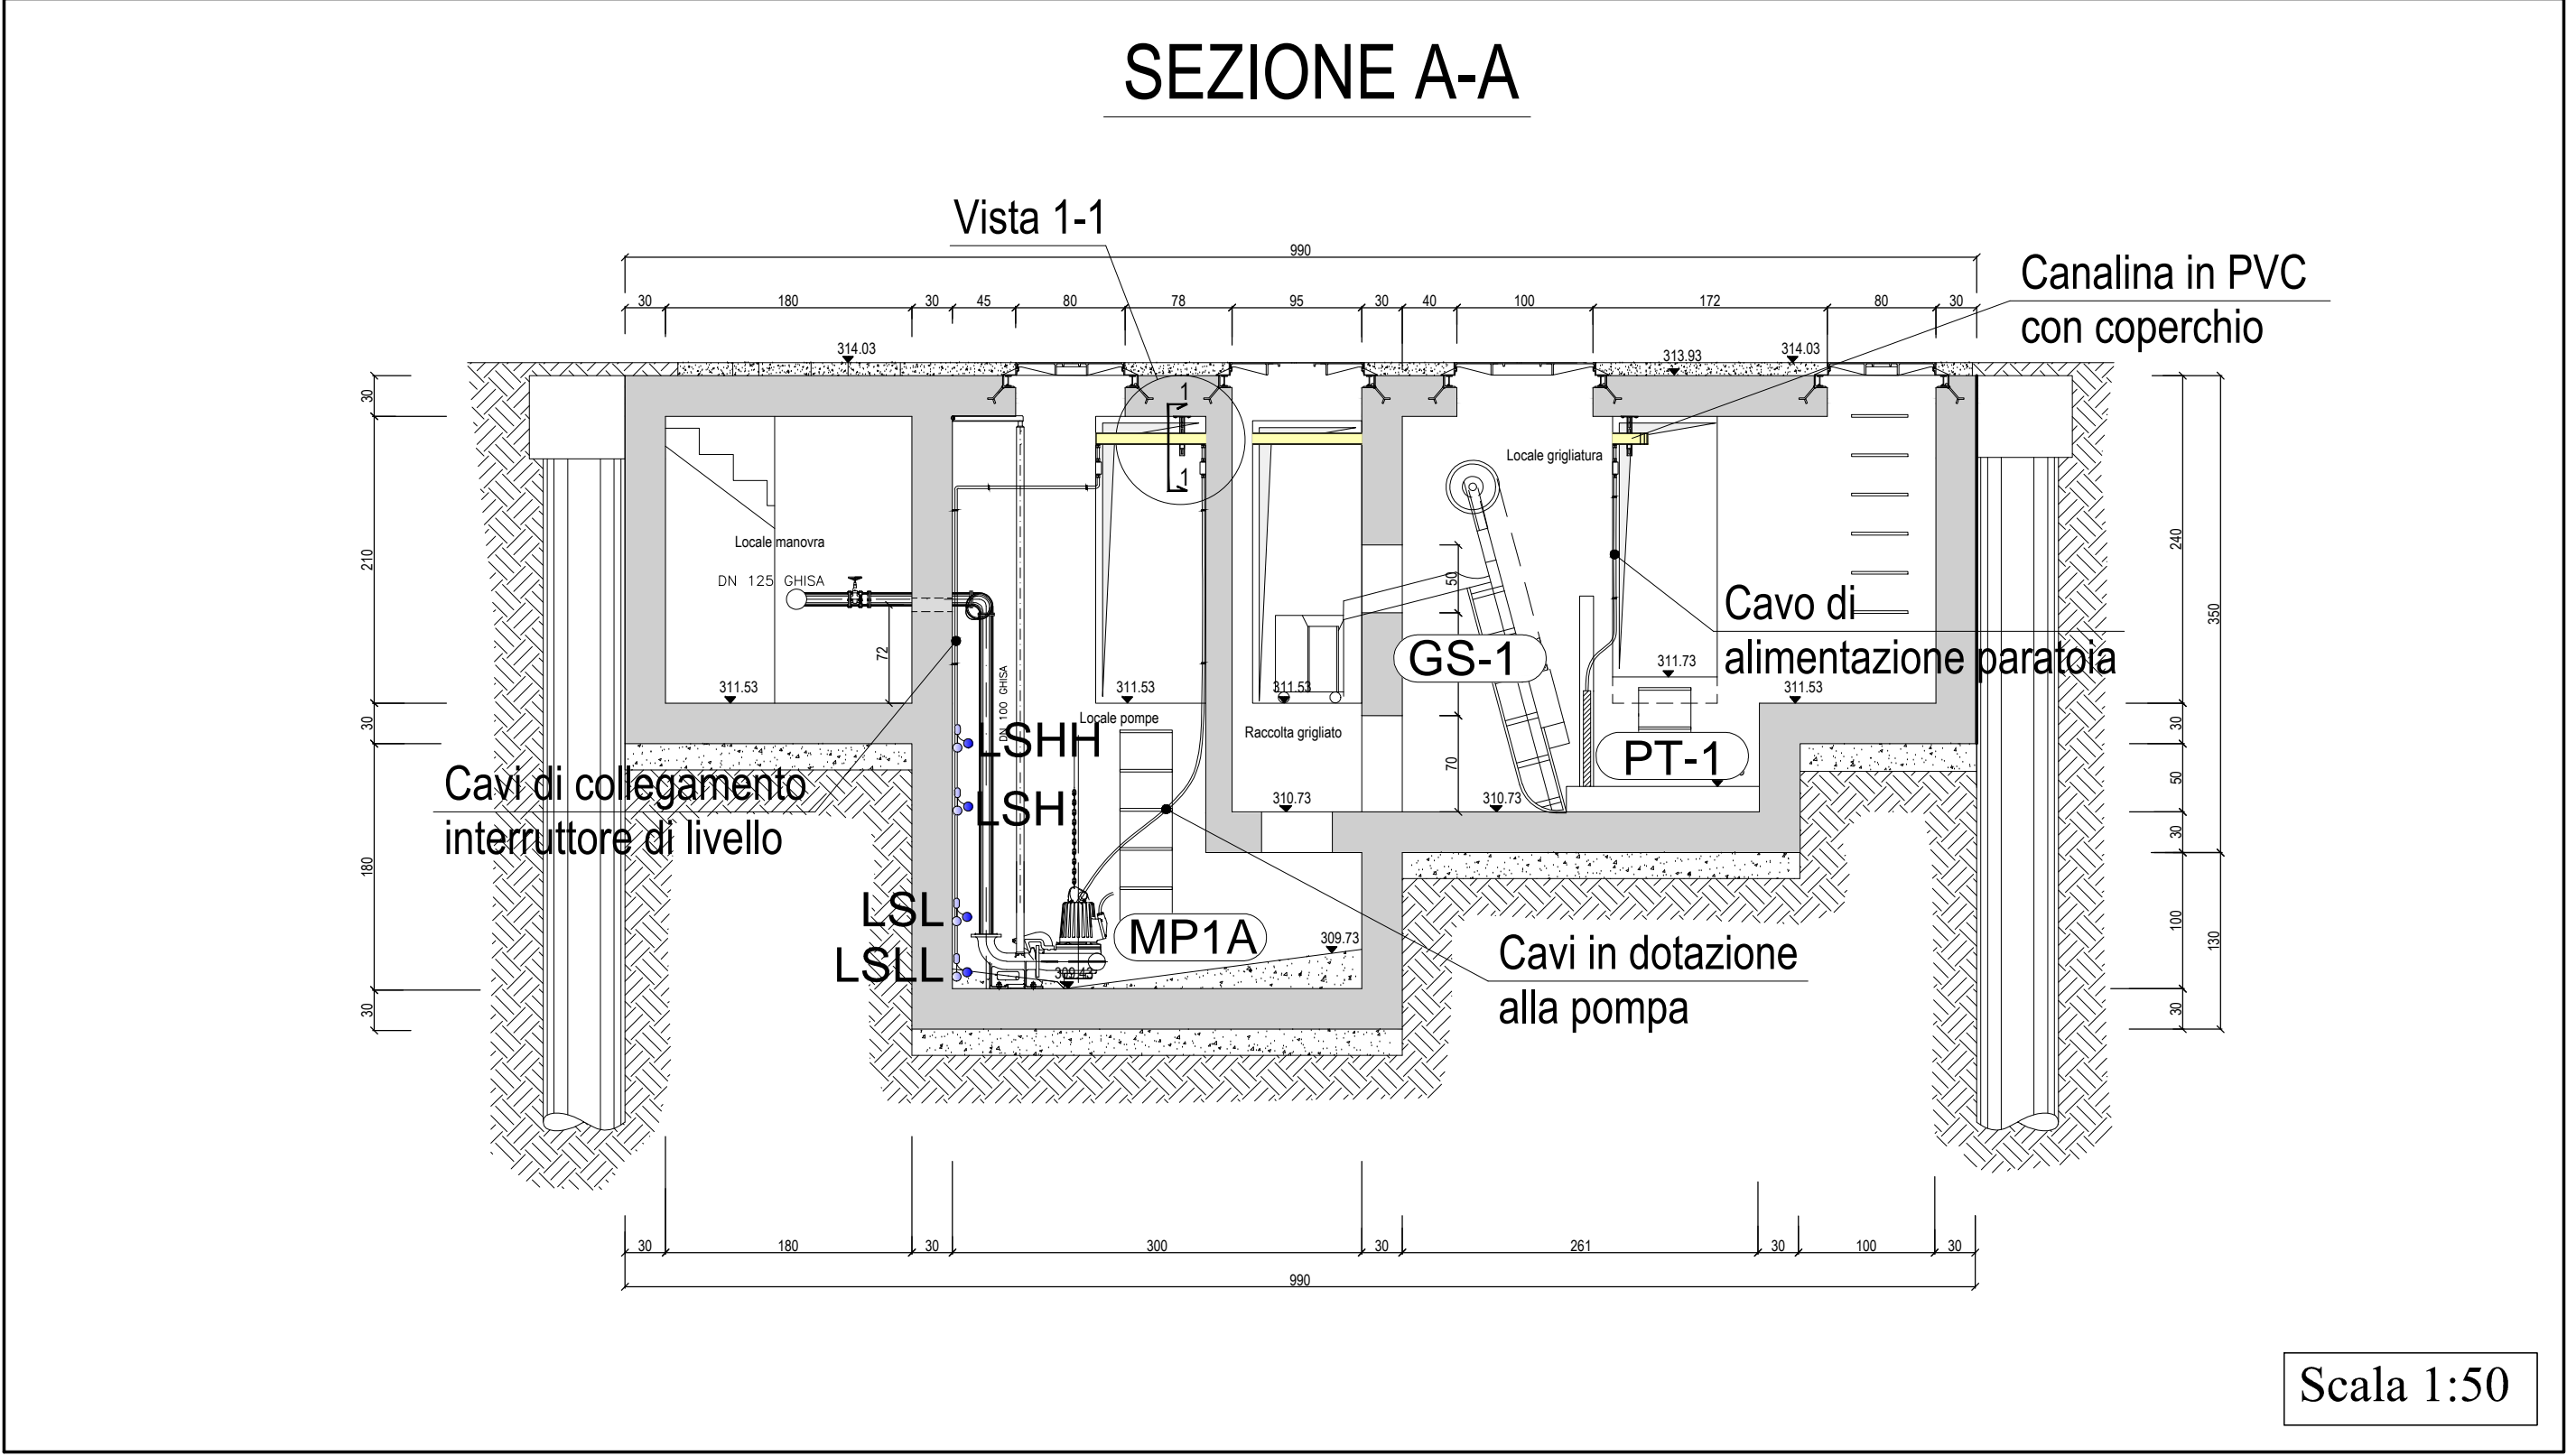 SEZIONE A-A
Vista 1-1
990
Canalina in PVC
con coperchio
30 180 30 45 80 78 95 30 40 100 172 80 30
314.03
313.93
314.03
30
210
30
180
30
1
1
Locale manovra
DN 125 GHISA
72
311.53
DN 100 GHISA
311.53
Locale pompe
311.53
Raccolta grigliato
310.73
Locale grigliatura
50
70
GS-1
310.73
311.73
PT-1
311.53
Cavo di
alimentazione paratoia
240
30
50
30
100
30
350
130
LSHH
LSH
LSL
LSLL
Cavi di collegamento
interruttore di livello
MP1A
309.73
309.43
Cavi in dotazione
alla pompa
30 180 30 300 30 261 30 100 30
990
Scala 1:50